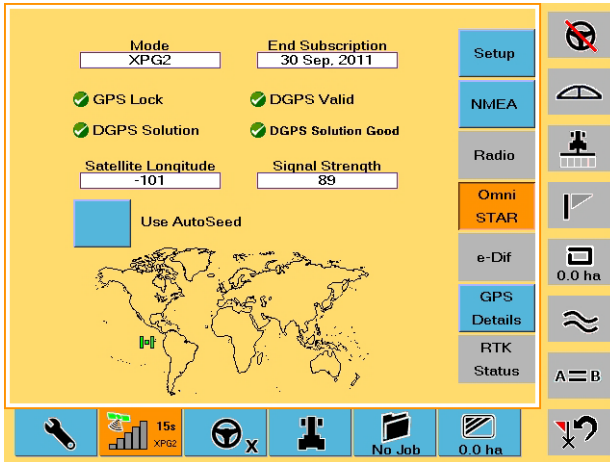 Mode
XPG2
End Subscription
30 Sep, 2011
GPS Lock
DGPS Valid
DGPS Solution
DGPS Solution Good
Satellite Longitude
-101
Signal Strength
89
Use AutoSeed
Setup
NMEA
Radio
Omni
STAR
e-Dif
GPS
Details
RTK
Status
0.0 ha
A=B
15s
XPG2
X
No Job
0.0 ha